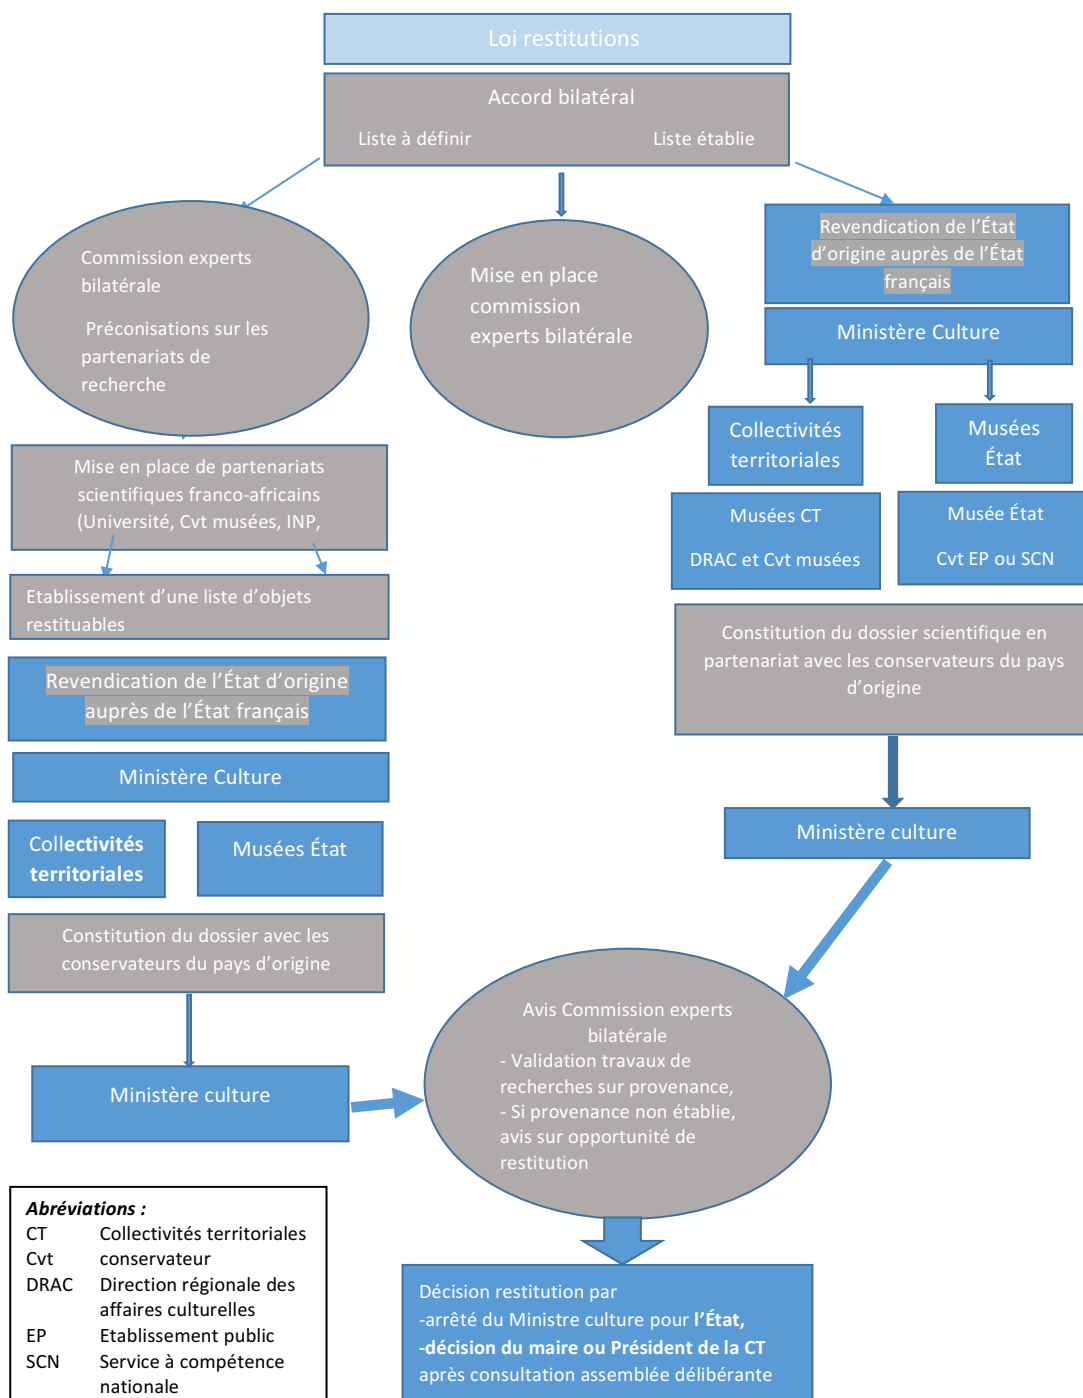 Loi restitutions
Accord bilatéral
Liste à définir Liste établie
Commission experts
bilatérale
Préconisations sur les
partenariats de
recherche
Mise en place
commission
experts bilatérale
Revendication de l'État
d'origine auprès de l'État
français
Ministère Culture
Collectivités
territoriales
Musées
État
Musées CT
DRAC et Cvt musées
Musée État
Cvt EP ou SCN
Constitution du dossier scientifique en
partenariat avec les conservateurs du pays
d'origine
Ministère culture
Mise en place de partenariats
scientifiques franco-africains
(Université, Cvt musées, INP,
Etablissement d'une liste d'objets
restituables
Revendication de l'État d'origine
auprès de l'État français
Ministère Culture
Collectivités
territoriales
Musées État
Constitution du dossier avec les
conservateurs du pays d'origine
Ministère culture
Avis Commission experts
bilatérale
- Validation travaux de
recherches sur provenance,
- Si provenance non établie,
avis sur opportunité de
restitution
Décision restitution par
-arrêté du Ministre culture pour l'État,
-décision du maire ou Président de la CT
après consultation assemblée délibérante
Abréviations :
CT Collectivités territoriales
Cvt conservateur
DRAC Direction régionale des
affaires culturelles
EP Etablissement public
SCN Service à compétence
nationale